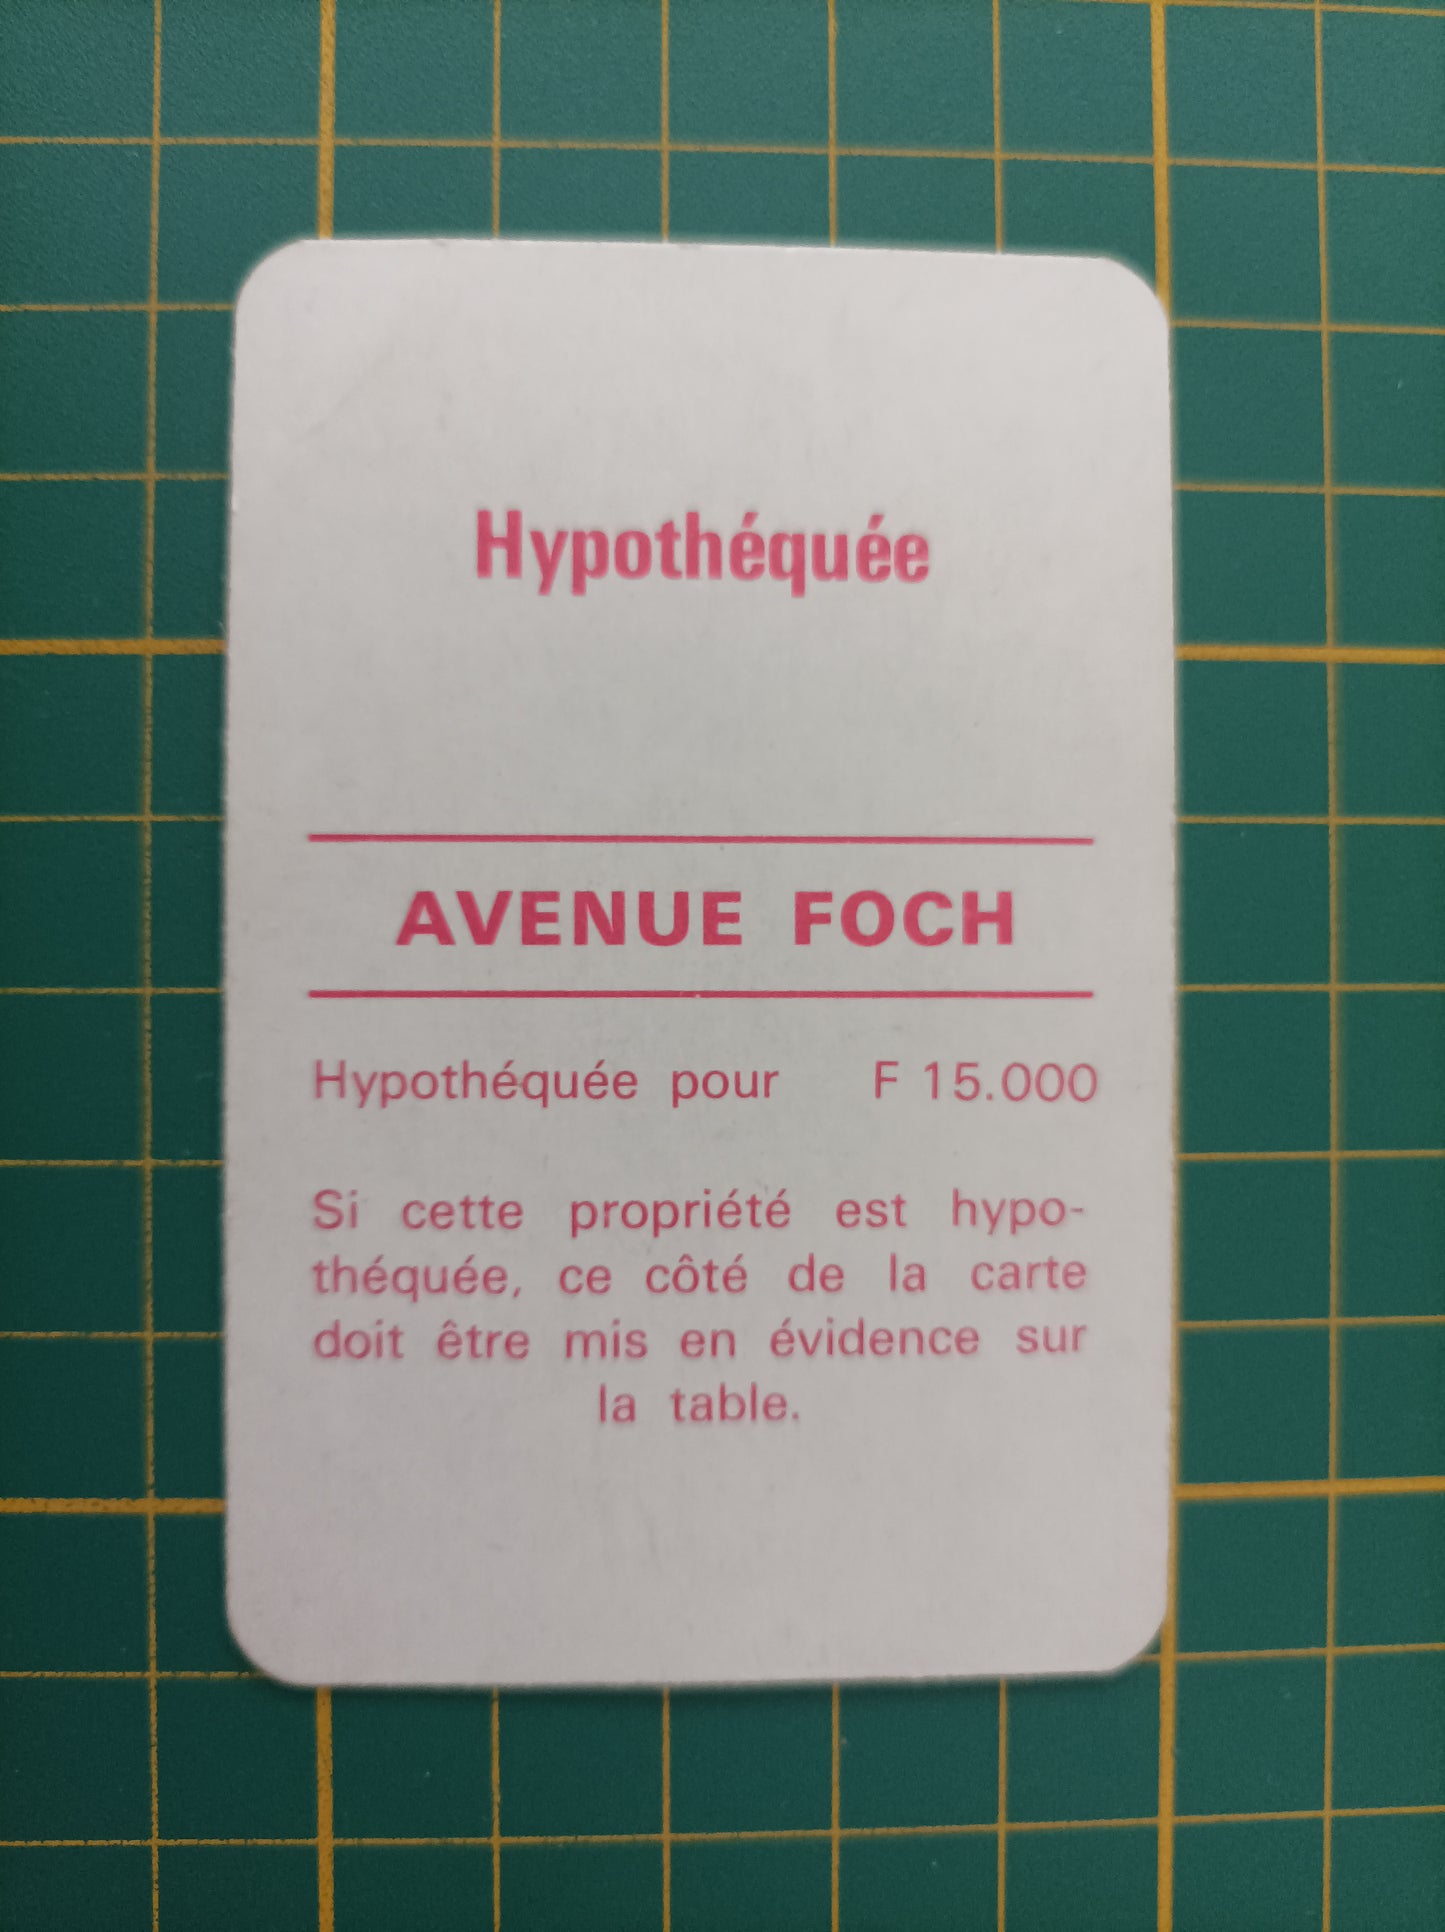 Hypothéquée
AVENUE FOCH
Hypothéquée pour F 15.000
Si cette propriété est hypo-
théquée, ce côté de la carte
doit être mis en évidence sur
la table.